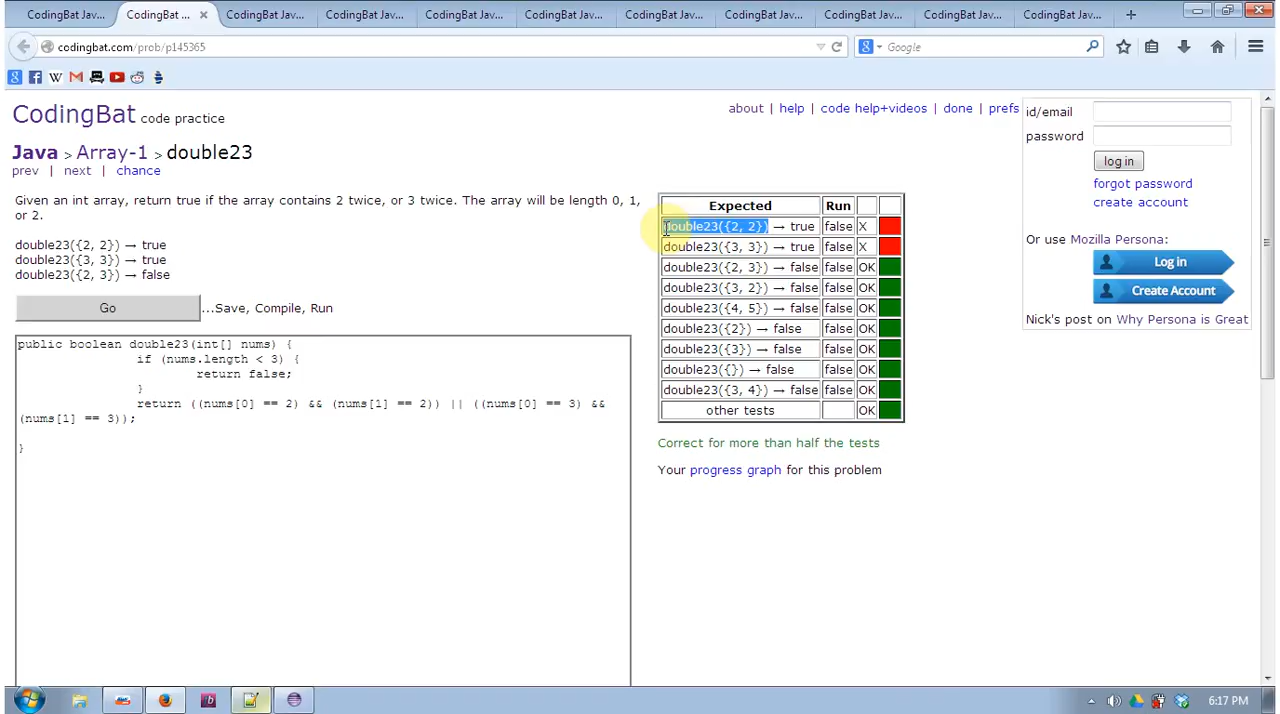 CodingBat Jav...
CodingBat ...
CodingBat Jav...
CodingBat Jav...
CodingBat Jav...
CodingBat Jav...
CodingBat Jav...
CodingBat Jav...
CodingBat Jav...
CodingBat Jav...
CodingBat Jav...
codingbat.com/prob/p145365
Google
CodingBat code practice
about | help | code help+videos | done | prefs
id/email
password
log in
forgot password
create account
Or use Mozilla Persona:
Log in
Create Account
Nick's post on Why Persona is Great
Java > Array-1 > double23
prev | next | chance
Given an int array, return true if the array contains 2 twice, or 3 twice. The array will be length 0, 1,
or 2.
double23({2, 2}) → true
double23({3, 3}) → true
double23({2, 3}) → false
Go ...Save, Compile, Run
public boolean double23(int[] nums) {
if (nums.length < 3) {
return false;
}
return ((nums[0] == 2) && (nums[1] == 2)) || ((nums[0] == 3) &&
(nums[1] == 3));
}
Expected Run
double23({2, 2}) → true false X
double23({3, 3}) → true false X
double23({2, 3}) → false false OK
double23({3, 2}) → false false OK
double23({4, 5}) → false false OK
double23({2}) → false false OK
double23({3}) → false false OK
double23({}) → false false OK
double23({3, 4}) → false false OK
other tests OK
Correct for more than half the tests
Your progress graph for this problem
6:17 PM